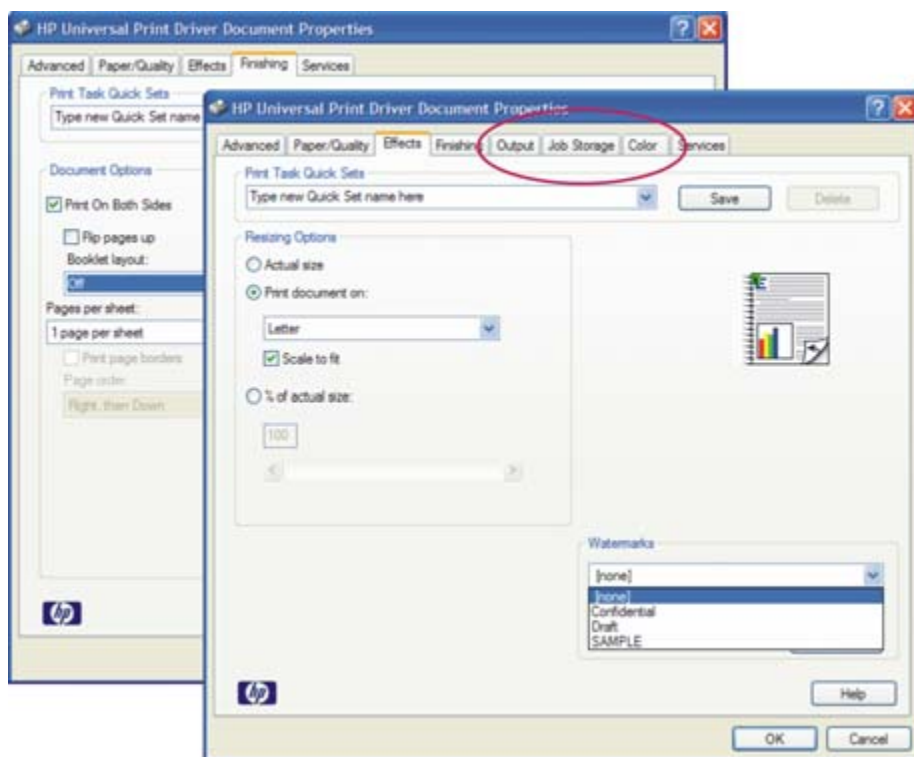 HP Universal Print Driver Document Properties
Advanced Paper/Quality Effects Finishing Services
Print Task Quick Sets
Type new Quick Set name
Document Options
Print On Both Sides
Flip pages up
Booklet layout:
Off
Pages per sheet:
1 page per sheet
Print page borders
Page order:
Right, then Down
hp
HP Universal Print Driver Document Properties
Advanced Paper/Quality Effects Finishing Output Job Storage Color Services
Print Task Quick Sets
Type new Quick Set name here
Save Delete
Resizing Options
Actual size
Print document on:
Letter
Scale to fit
% of actual size:
100
Watermarks
[none]
[none]
Confidential
Draft
SAMPLE
hp
Help
OK Cancel